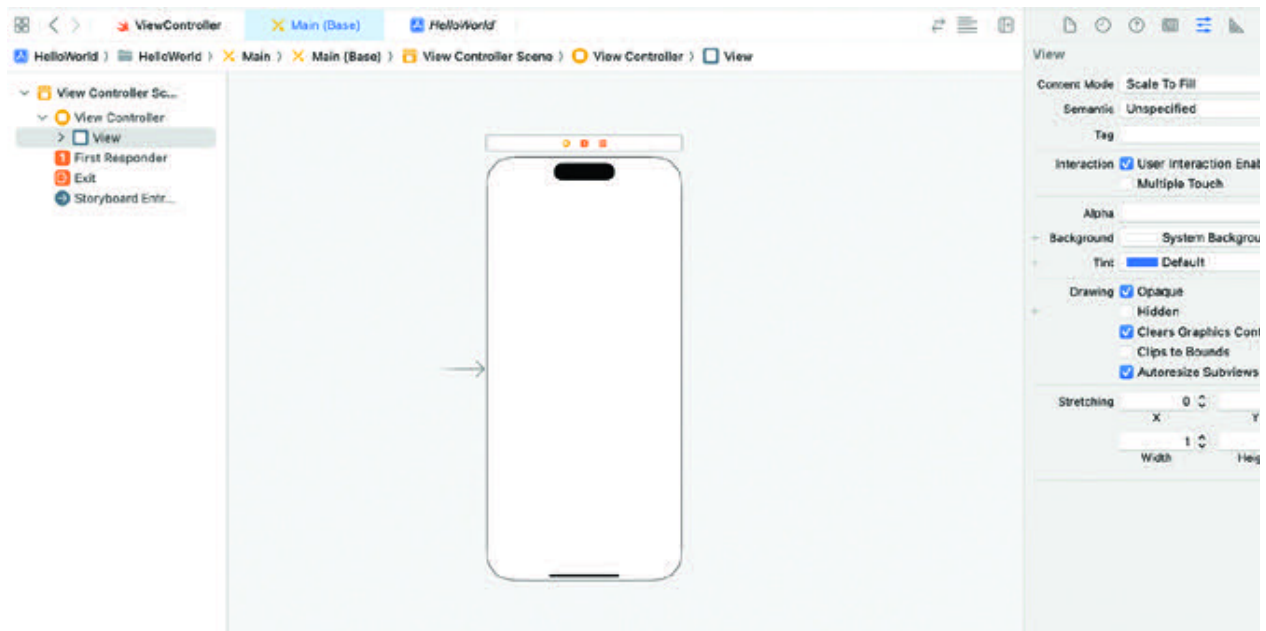 ViewController Main (Base) HelloWorld
HelloWorld HelloWorld Main Main (Base) View Controller Scene View Controller View
View Controller Sc...
View Controller
View
First Responder
Exit
Storyboard Entr...
View
Content Mode Scale To Fill
Semantic Unspecified
Tag
Interaction User Interaction Enab
Multiple Touch
Alpha
Background System Backgrou
Tint Default
Drawing Opaque
Hidden
Clears Graphics Cont
Clips to Bounds
Autoresize Subviews
Stretching 0
X Y
1
Width Heig